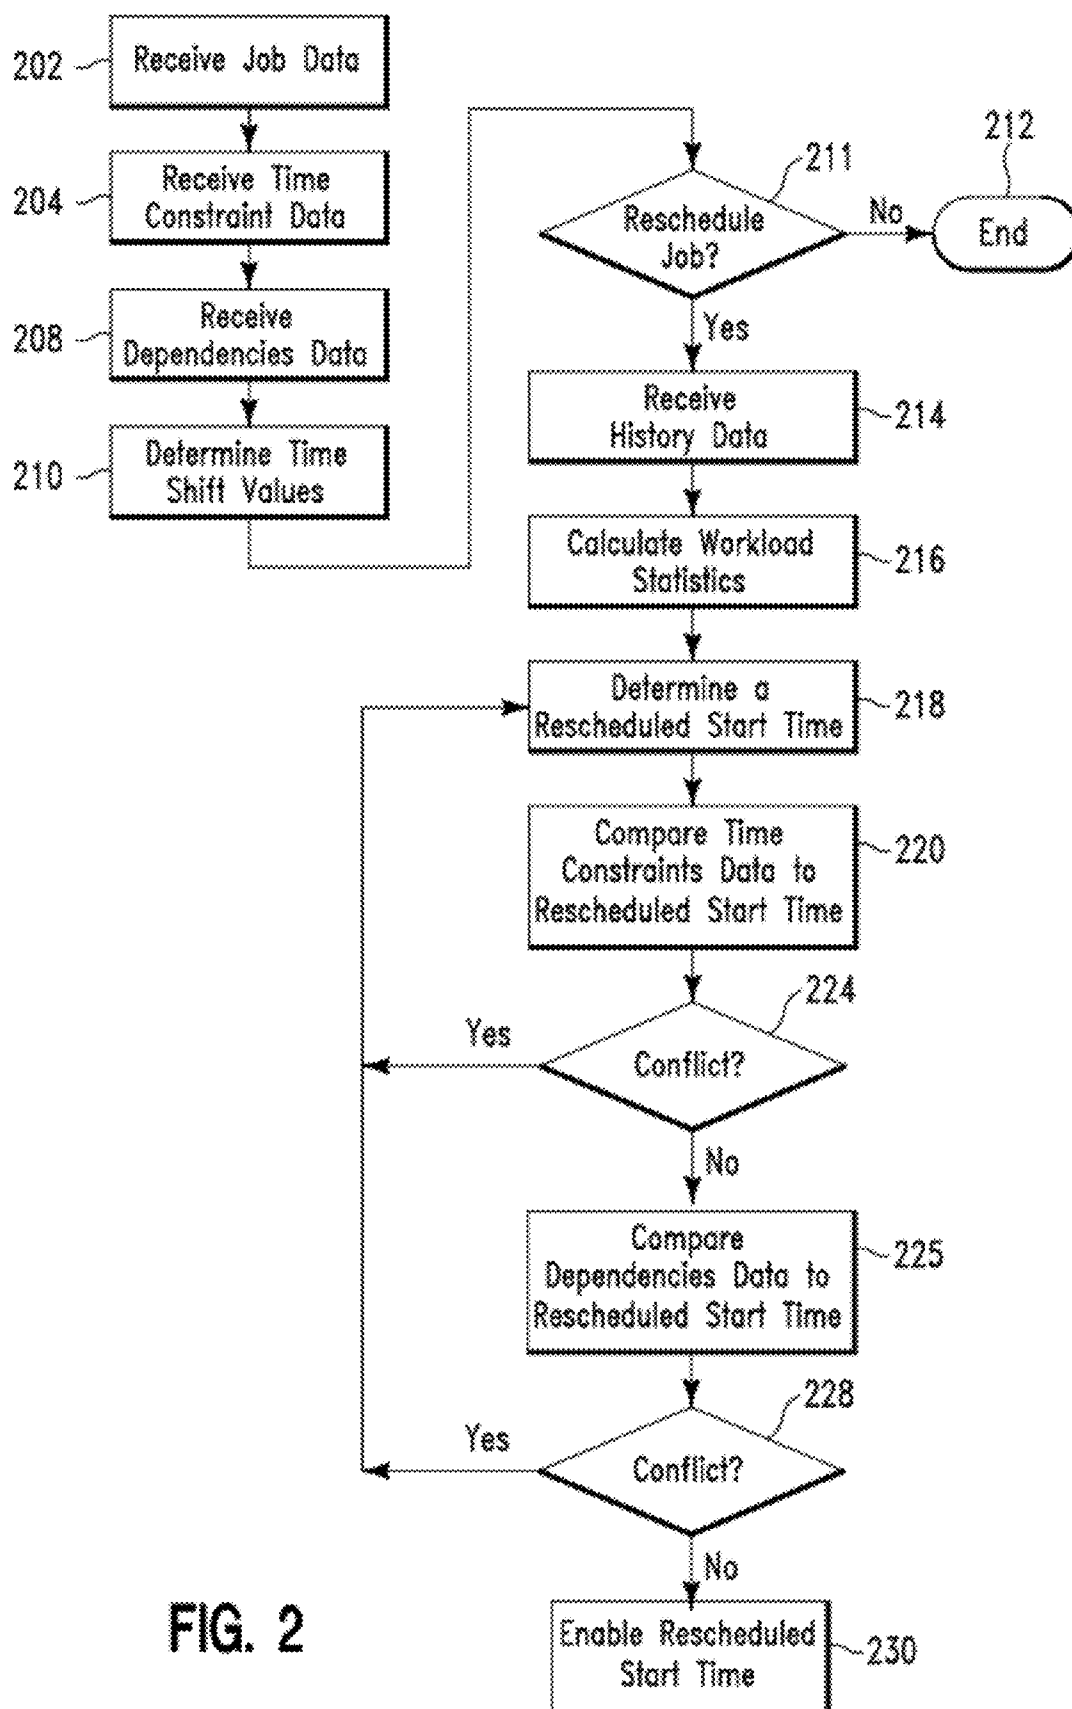 202
Receive Job Data
204
Receive Time
Constraint Data
208
Receive
Dependencies Data
210
Determine Time
Shift Values
211
Reschedule
Job?
No
212
End
Yes
Receive
History Data
214
Calculate Workload
Statistics
216
Determine a
Rescheduled Start Time
218
Compare Time
Constraints Data to
Rescheduled Start Time
220
224
Conflict?
Yes
No
Compare
Dependencies Data to
Rescheduled Start Time
225
228
Conflict?
Yes
No
Enable Rescheduled
Start Time
230
FIG. 2